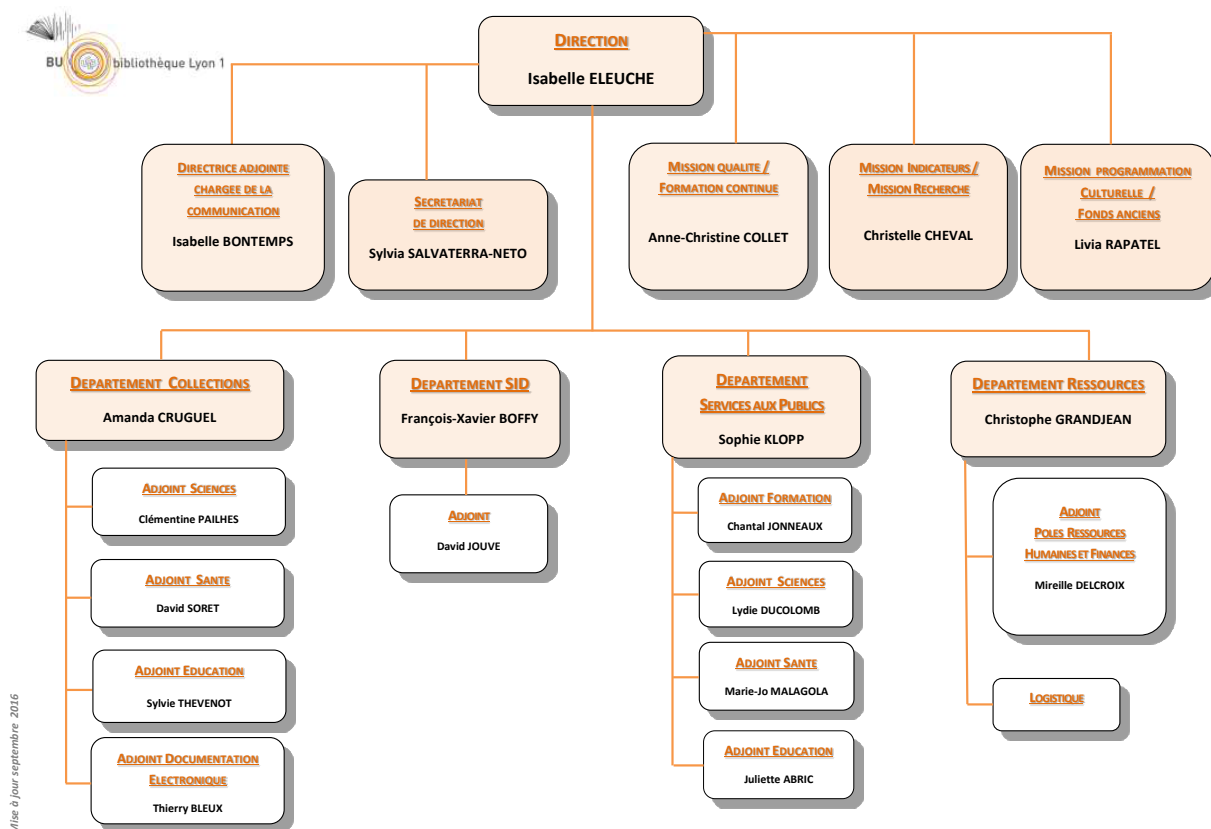 BU bibliothèque Lyon 1
DIRECTION
Isabelle ELEUCHE
DIRECTRICE ADJOINTE
CHARGEE DE LA
COMMUNICATION
Isabelle BONTEMPS
SECRETARIAT
DE DIRECTION
Sylvia SALVATERRA-NETO
MISSION QUALITE /
FORMATION CONTINUE
Anne-Christine COLLET
MISSION INDICATEURS /
MISSION RECHERCHE
Christelle CHEVAL
MISSION PROGRAMMATION
CULTURELLE /
FONDS ANCIENS
Livia RAPATEL
DEPARTEMENT COLLECTIONS
Amanda CRUGUEL
ADJOINT SCIENCES
Clémentine PAILHES
ADJOINT SANTE
David SORET
ADJOINT EDUCATION
Sylvie THEVENOT
ADJOINT DOCUMENTATION
ELECTRONIQUE
Thierry BLEUX
DEPARTEMENT SID
François-Xavier BOFFY
ADJOINT
David JOUVE
DEPARTEMENT
SERVICES AUX PUBLICS
Sophie KLOPP
ADJOINT FORMATION
Chantal JONNEAUX
ADJOINT SCIENCES
Lydie DUCOLOMB
ADJOINT SANTE
Marie-Jo MALAGOLA
ADJOINT EDUCATION
Juliette ABRIC
DEPARTEMENT RESSOURCES
Christophe GRANDJEAN
ADJOINT
POLES RESSOURCES
HUMAINES ET FINANCES
Mireille DELCROIX
LOGISTIQUE
Mise à jour septembre 2016